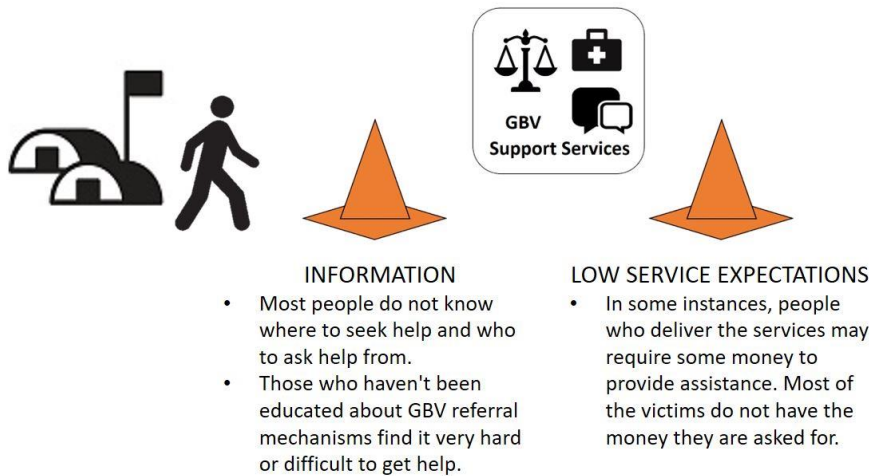 GBV
Support Services
INFORMATION
• Most people do not know
where to seek help and who
to ask help from.
• Those who haven't been
educated about GBV referral
mechanisms find it very hard
or difficult to get help.
LOW SERVICE EXPECTATIONS
• In some instances, people
who deliver the services may
require some money to
provide assistance. Most of
the victims do not have the
money they are asked for.